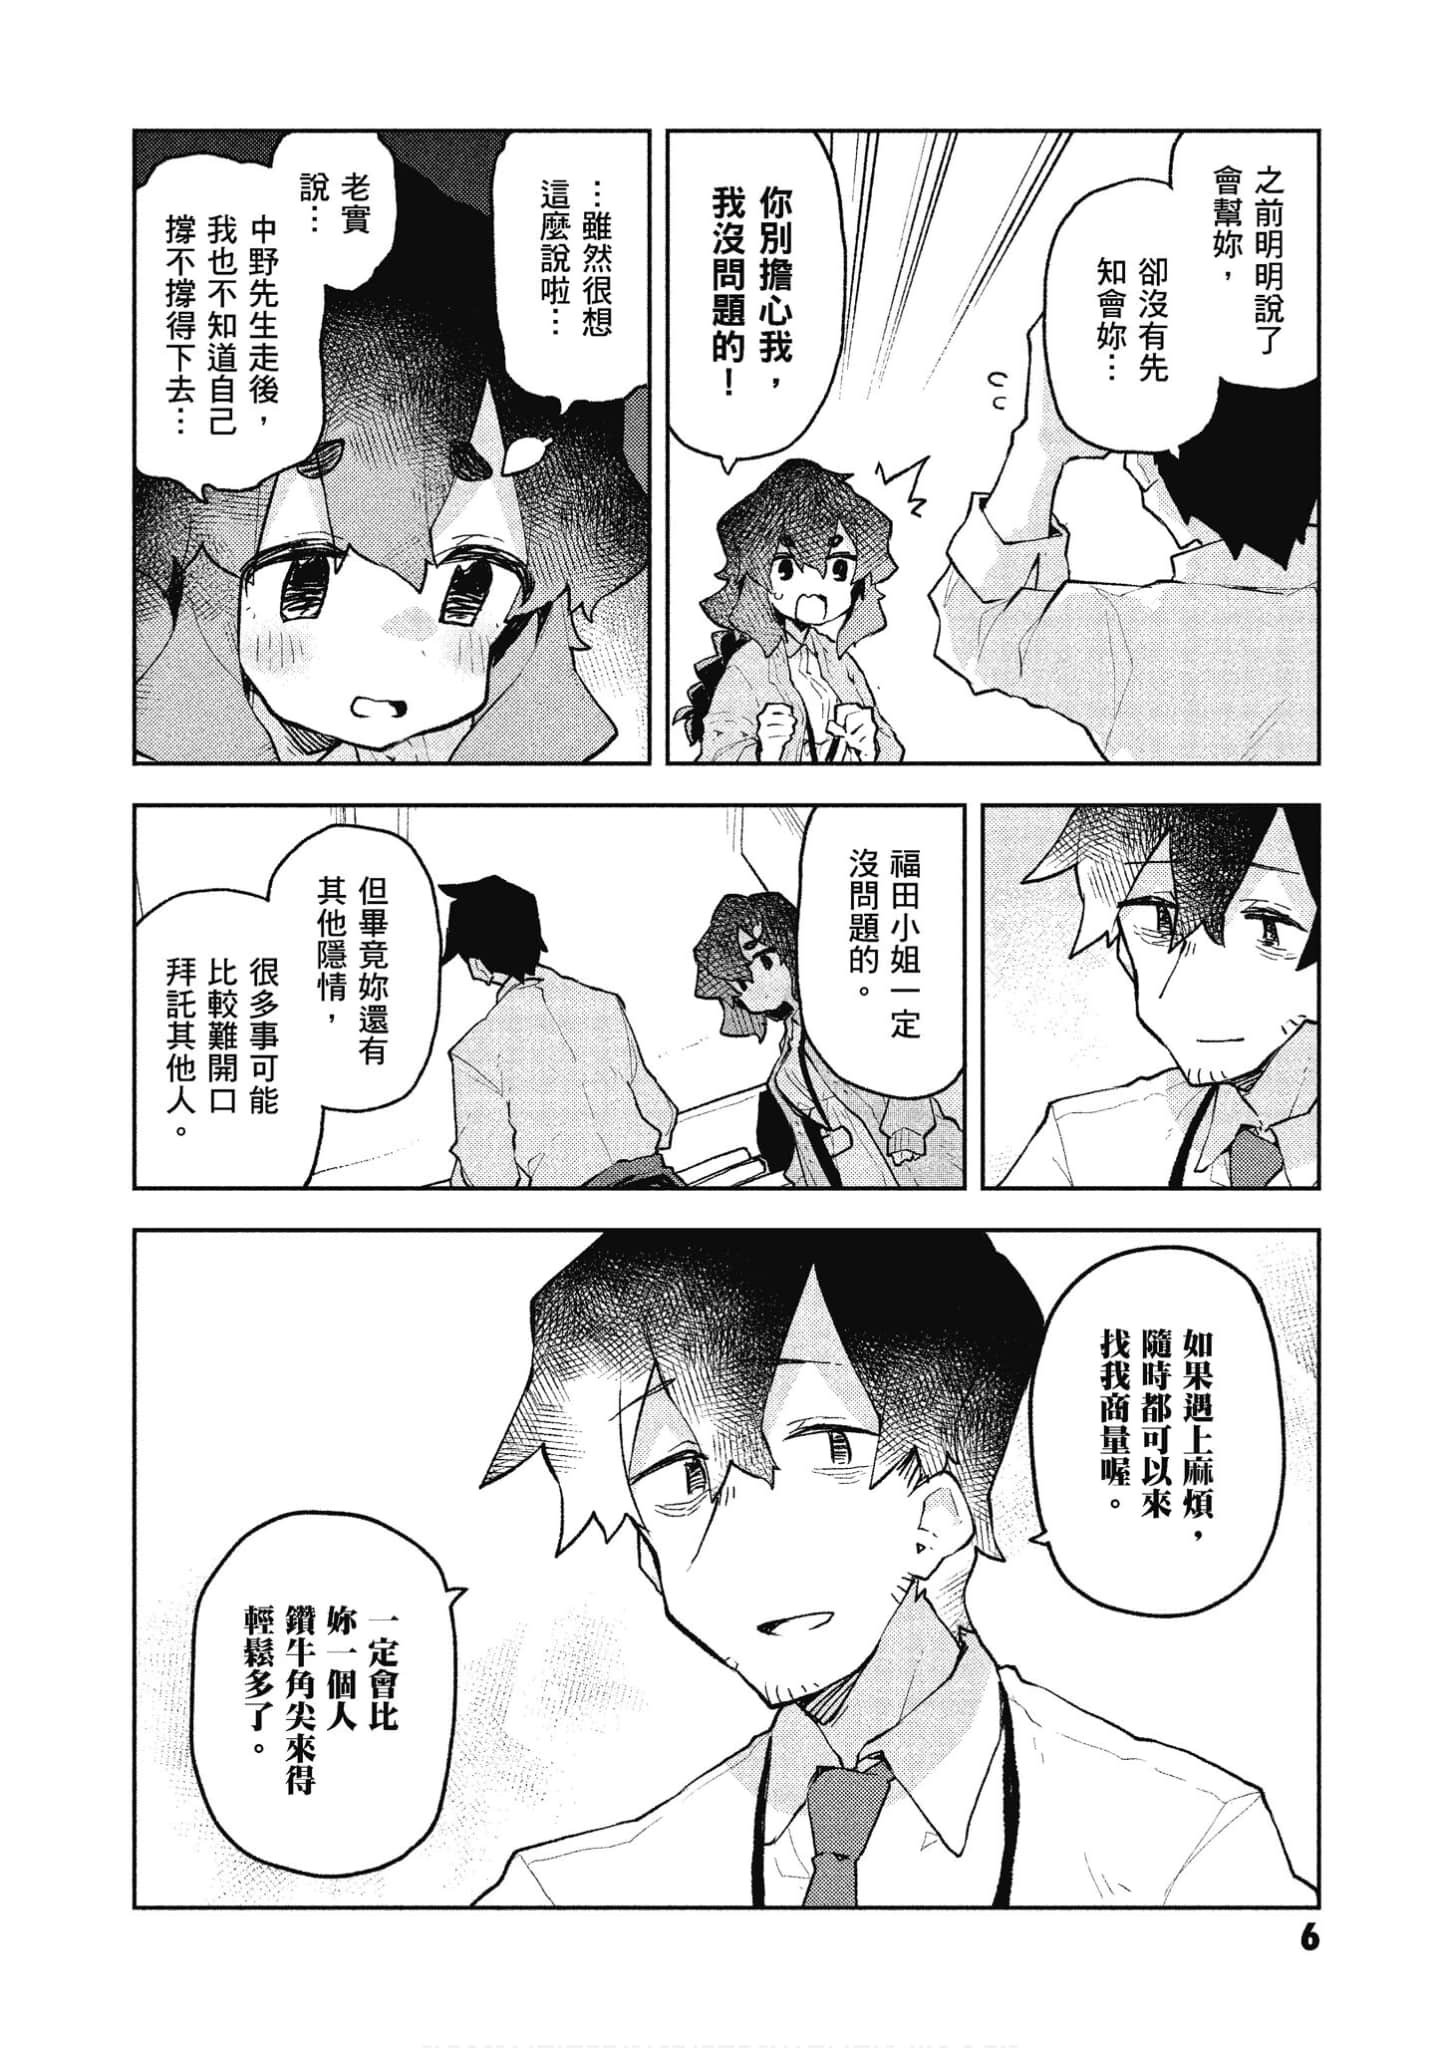 之前明明說了
會幫妳，
卻沒有先
知會妳…
你別擔心我，
我沒問題的！
…雖然很想
這麼說啦…
老實
說…
中野先生走後，
我也不知道自己
撐不撐得下去…
福田小姐一定
沒問題的。
但畢竟妳還有
其他隱情，
很多事可能
比較難開口
拜託其他人。
如果遇上麻煩，
隨時都可以來
找我商量喔。
一定會比
妳一個人
鑽牛角尖來得
輕鬆多了。
6